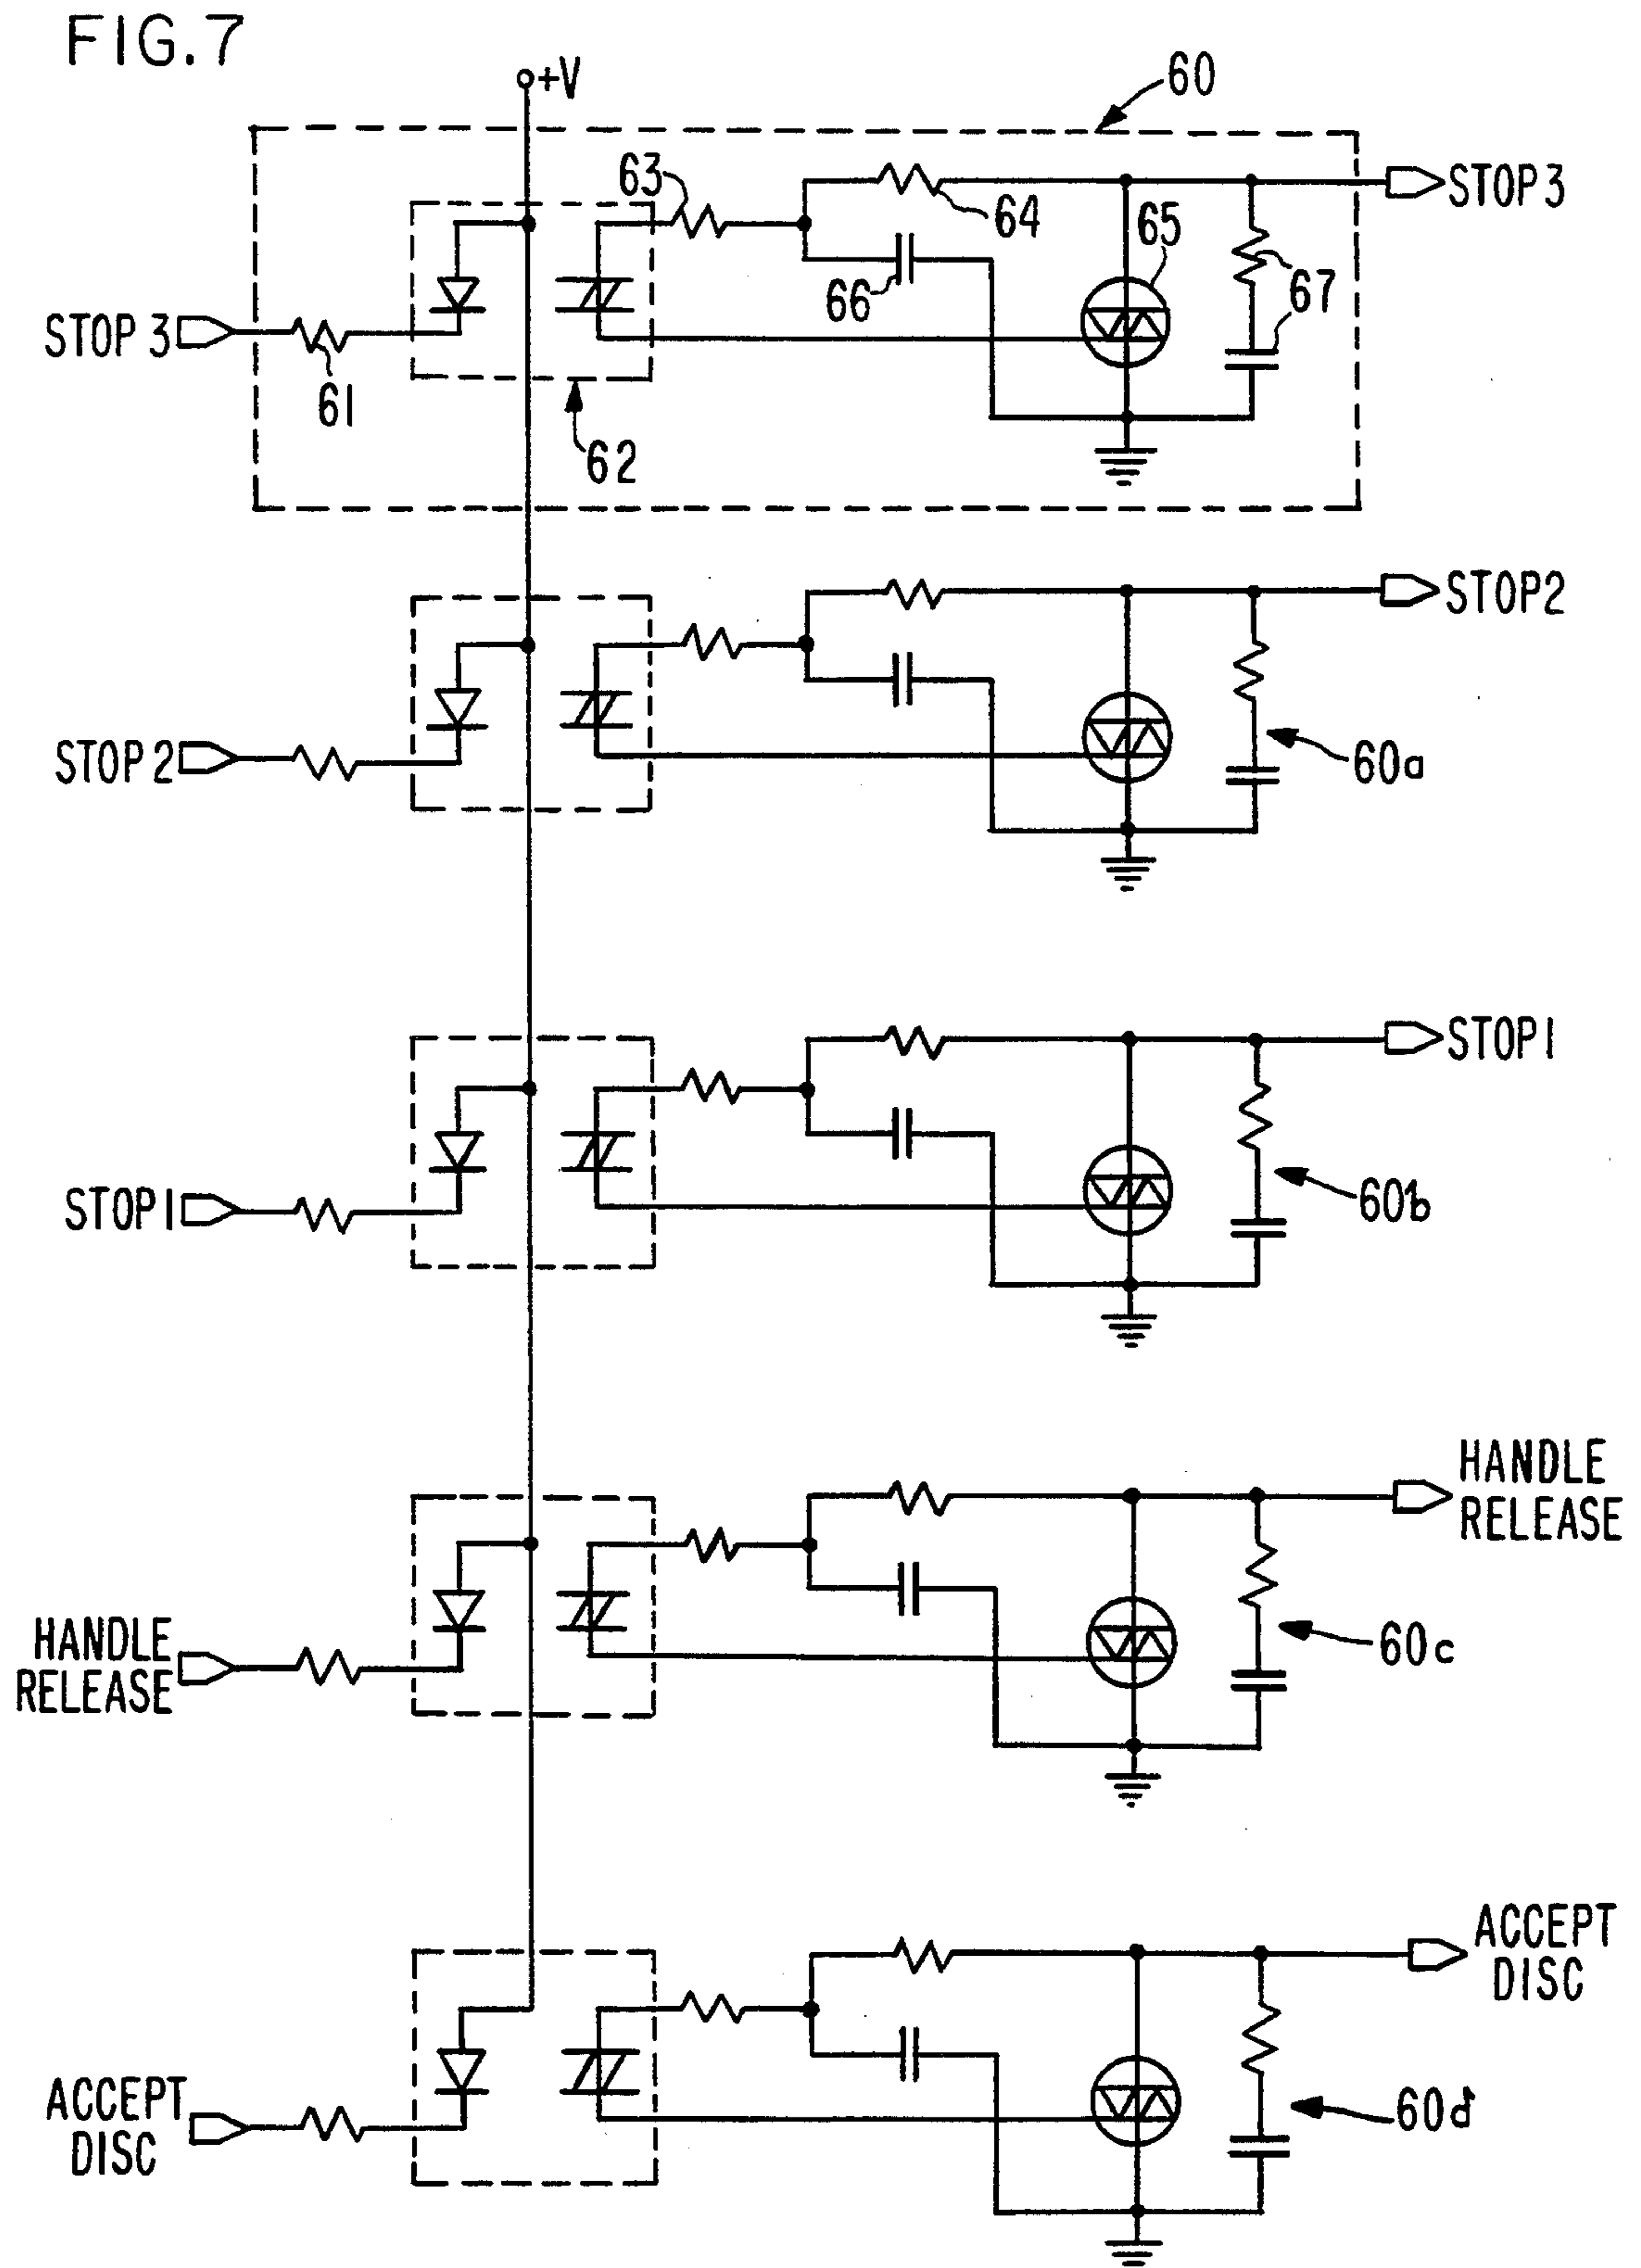 FIG.7
+V
60
63
64
STOP 3
65
66
67
STOP 3
61
62
STOP2
STOP 2
60a
STOP1
STOP1
60b
HANDLE
RELEASE
HANDLE
RELEASE
60c
ACCEPT
DISC
ACCEPT
DISC
60d